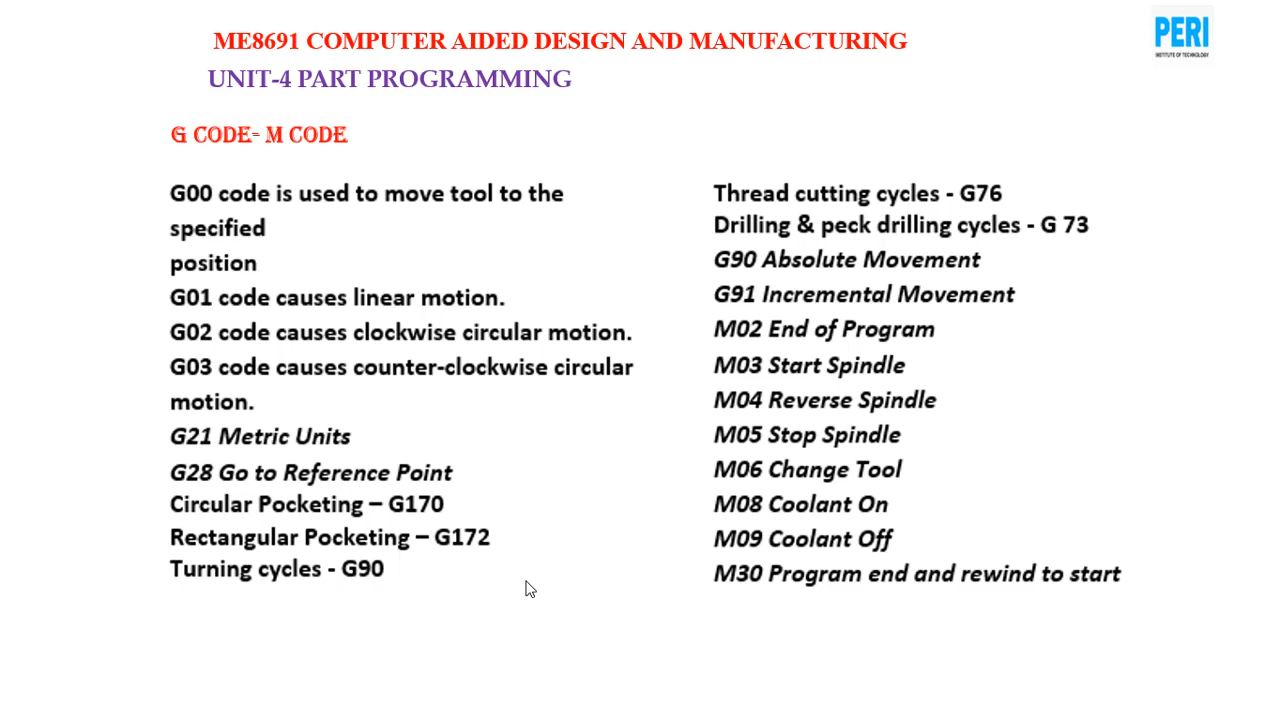 ME8691 COMPUTER AIDED DESIGN AND MANUFACTURING
PERI
INSTITUTE OF TECHNOLOGY
UNIT-4 PART PROGRAMMING
G CODE= M CODE
G00 code is used to move tool to the
specified
position
G01 code causes linear motion.
G02 code causes clockwise circular motion.
G03 code causes counter-clockwise circular
motion.
G21 Metric Units
G28 Go to Reference Point
Circular Pocketing – G170
Rectangular Pocketing – G172
Turning cycles - G90
Thread cutting cycles - G76
Drilling & peck drilling cycles - G 73
G90 Absolute Movement
G91 Incremental Movement
M02 End of Program
M03 Start Spindle
M04 Reverse Spindle
M05 Stop Spindle
M06 Change Tool
M08 Coolant On
M09 Coolant Off
M30 Program end and rewind to start